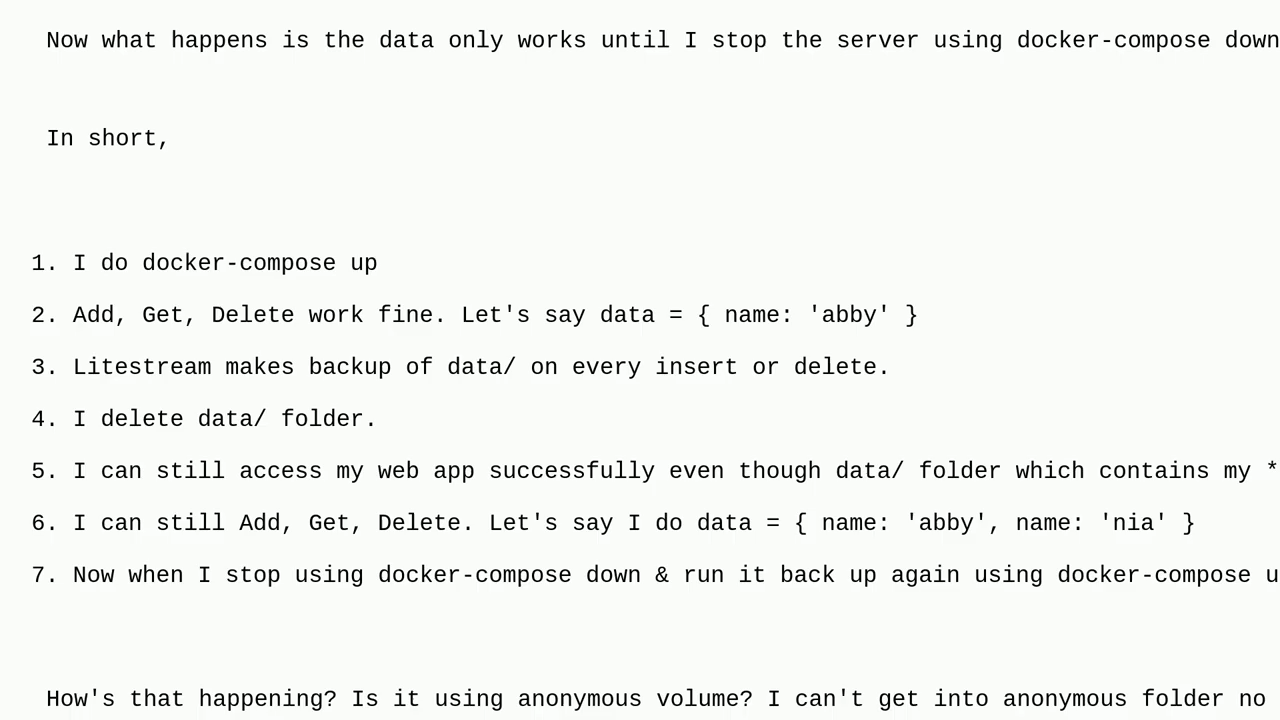 Now what happens is the data only works until I stop the server using docker-compose down
In short,
1. I do docker-compose up
2. Add, Get, Delete work fine. Let's say data = { name: 'abby' }
3. Litestream makes backup of data/ on every insert or delete.
4. I delete data/ folder.
5. I can still access my web app successfully even though data/ folder which contains my *
6. I can still Add, Get, Delete. Let's say I do data = { name: 'abby', name: 'nia' }
7. Now when I stop using docker-compose down & run it back up again using docker-compose u
How's that happening? Is it using anonymous volume? I can't get into anonymous folder no